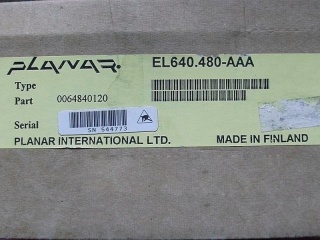 PLANAR. EL640.480-AAA
Type
Part 0064840120
Serial
SN 544773
PLANAR INTERNATIONAL LTD. MADE IN FINLAND